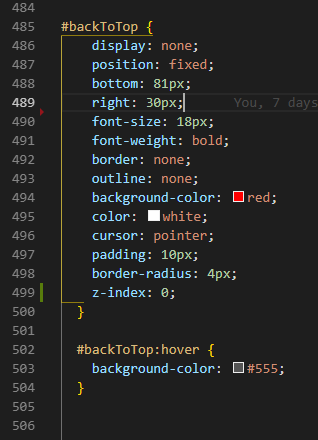 484
485 #backToTop {
486 display: none;
487 position: fixed;
488 bottom: 81px;
489 right: 30px; You, 7 days
490 font-size: 18px;
491 font-weight: bold;
492 border: none;
493 outline: none;
494 background-color: red;
495 color: white;
496 cursor: pointer;
497 padding: 10px;
498 border-radius: 4px;
499 z-index: 0;
500 }
501
502 #backToTop:hover {
503 background-color: #555;
504 }
505
506